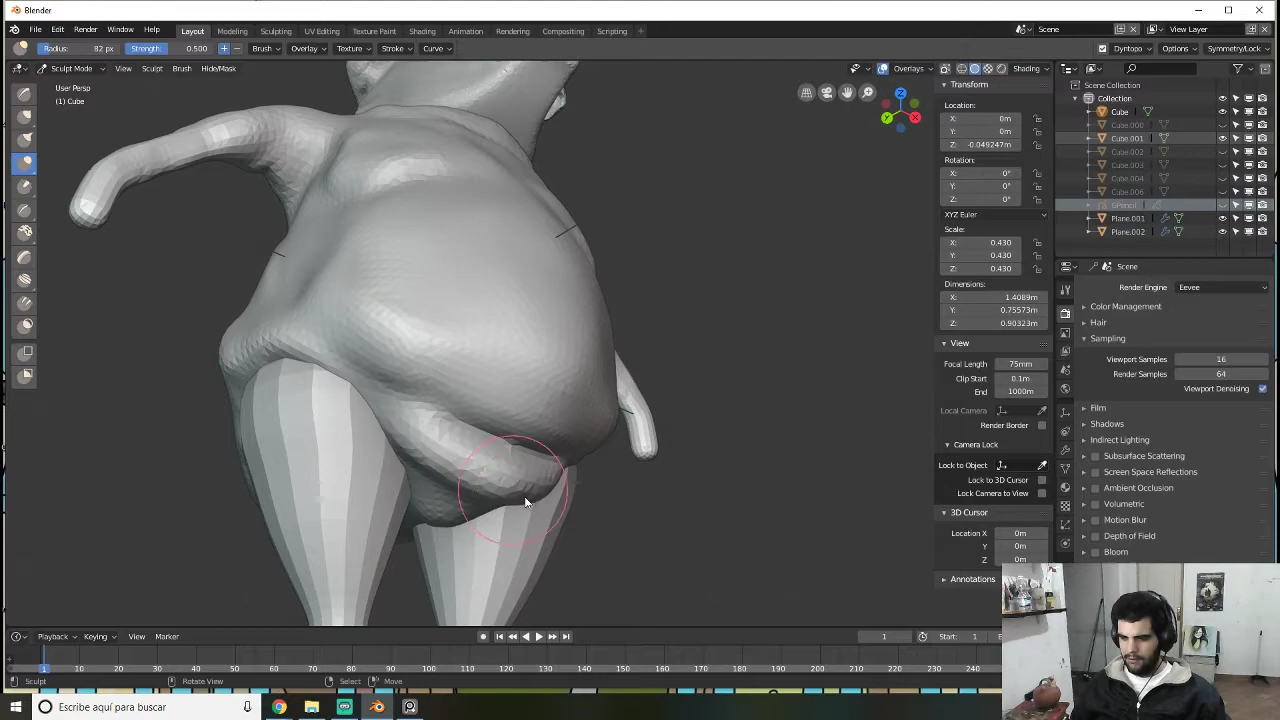 Blender
File Edit Render Window Help Layout Modeling Sculpting UV Editing Texture Paint Shading Animation Rendering Compositing Scripting Scene View Layer
Radius: 82 px Strength: 0.500 Brush Overlay Texture Stroke Curve Dyntopo Options Symmetry/Lock
Sculpt Mode View Sculpt Brush Hide/Mask Overlays Shading
User Persp
(1) Cube
Z
Y
X
Transform
Location:
X: 0m
Y: 0m
Z: -0.049247m
Rotation:
X: 0°
Y: 0°
Z: 0°
XYZ Euler
Scale:
X: 0.430
Y: 0.430
Z: 0.430
Dimensions:
X: 1.4089m
Y: 0.75573m
Z: 0.90323m
View
Focal Length 75mm
Clip Start 0.1m
End 1000m
Local Camera
Render Border
Camera Lock
Lock to Object
Lock to 3D Cursor
Lock Camera to View
3D Cursor
Location X 0m
Y 0m
Z 0m
Annotations
Scene Collection
Collection
Cube
Cube.000
Cube.001
Cube.002
Cube.003
Cube.004
Cube.006
GPencil
Plane.001
Plane.002
Scene
Render Engine Eevee
Color Management
Hair
Sampling
Viewport Samples 16
Render Samples 64
Viewport Denoising
Film
Shadows
Indirect Lighting
Subsurface Scattering
Screen Space Reflections
Ambient Occlusion
Volumetric
Motion Blur
Depth of Field
Bloom
Playback Keying View Marker 1 Start: 1
1 10 20 30 40 50 60 70 80 90 100 110 120 130 140 150 160 170 180 190 200 210 220 230 240
Sculpt Rotate View Select Move
Escribe aquí para buscar